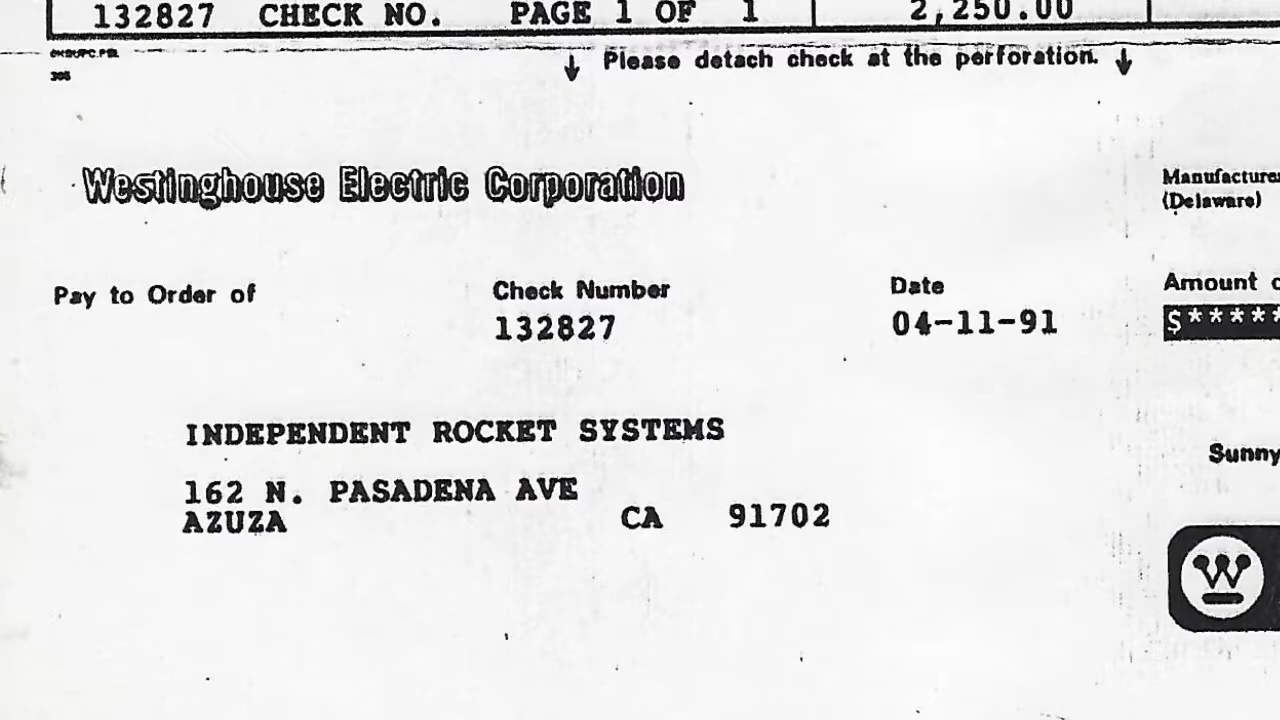 132827 CHECK NO. PAGE 1 OF 1 2,250.00
Please detach check at the perforation.
305
Westinghouse Electric Corporation
Manufacturer
(Delaware)
Pay to Order of
Check Number
Date
Amount o
132827
04-11-91
$*****
INDEPENDENT ROCKET SYSTEMS
Sunny
162 N. PASADENA AVE
AZUZA CA 91702
W